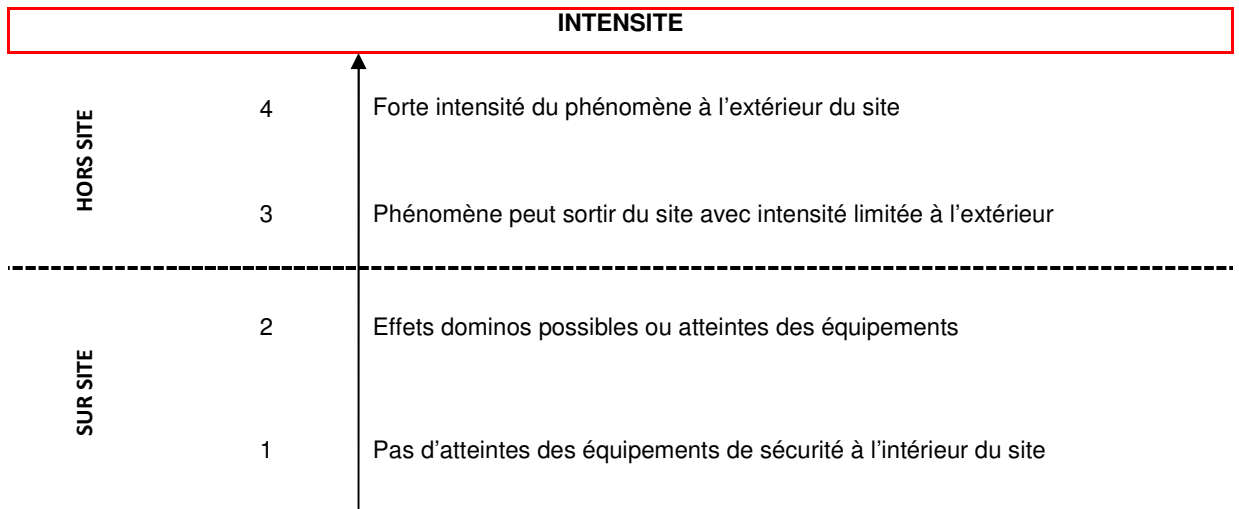 INTENSITE
HORS SITE
4 Forte intensité du phénomène à l’extérieur du site
3 Phénomène peut sortir du site avec intensité limitée à l’extérieur
SUR SITE
2 Effets dominos possibles ou atteintes des équipements
1 Pas d’atteintes des équipements de sécurité à l’intérieur du site